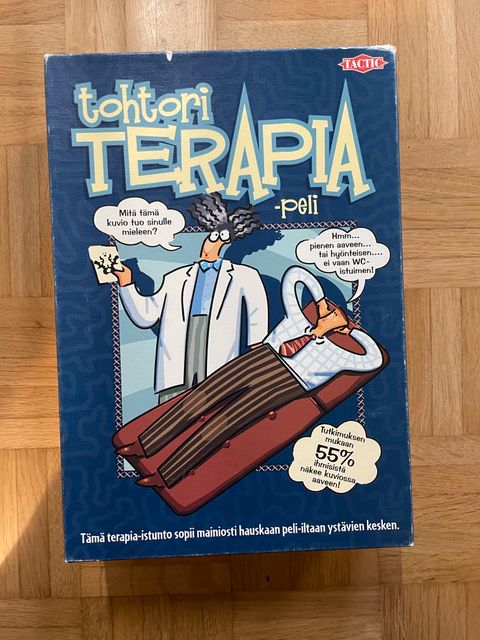 TACTIC
tohtori
TERAPIA
-peli
Mitä tämä
kuvio tuo sinulle
mieleen?
Hmm...
pienen aaveen...
tai hyönteisen....
ei vaan WC-
istuimen!
Tutkimuksen
mukaan
55%
ihmisistä
näkee kuviossa
aaveen!
Tämä terapia-istunto sopii mainiosti hauskaan peli-iltaan ystävien kesken.